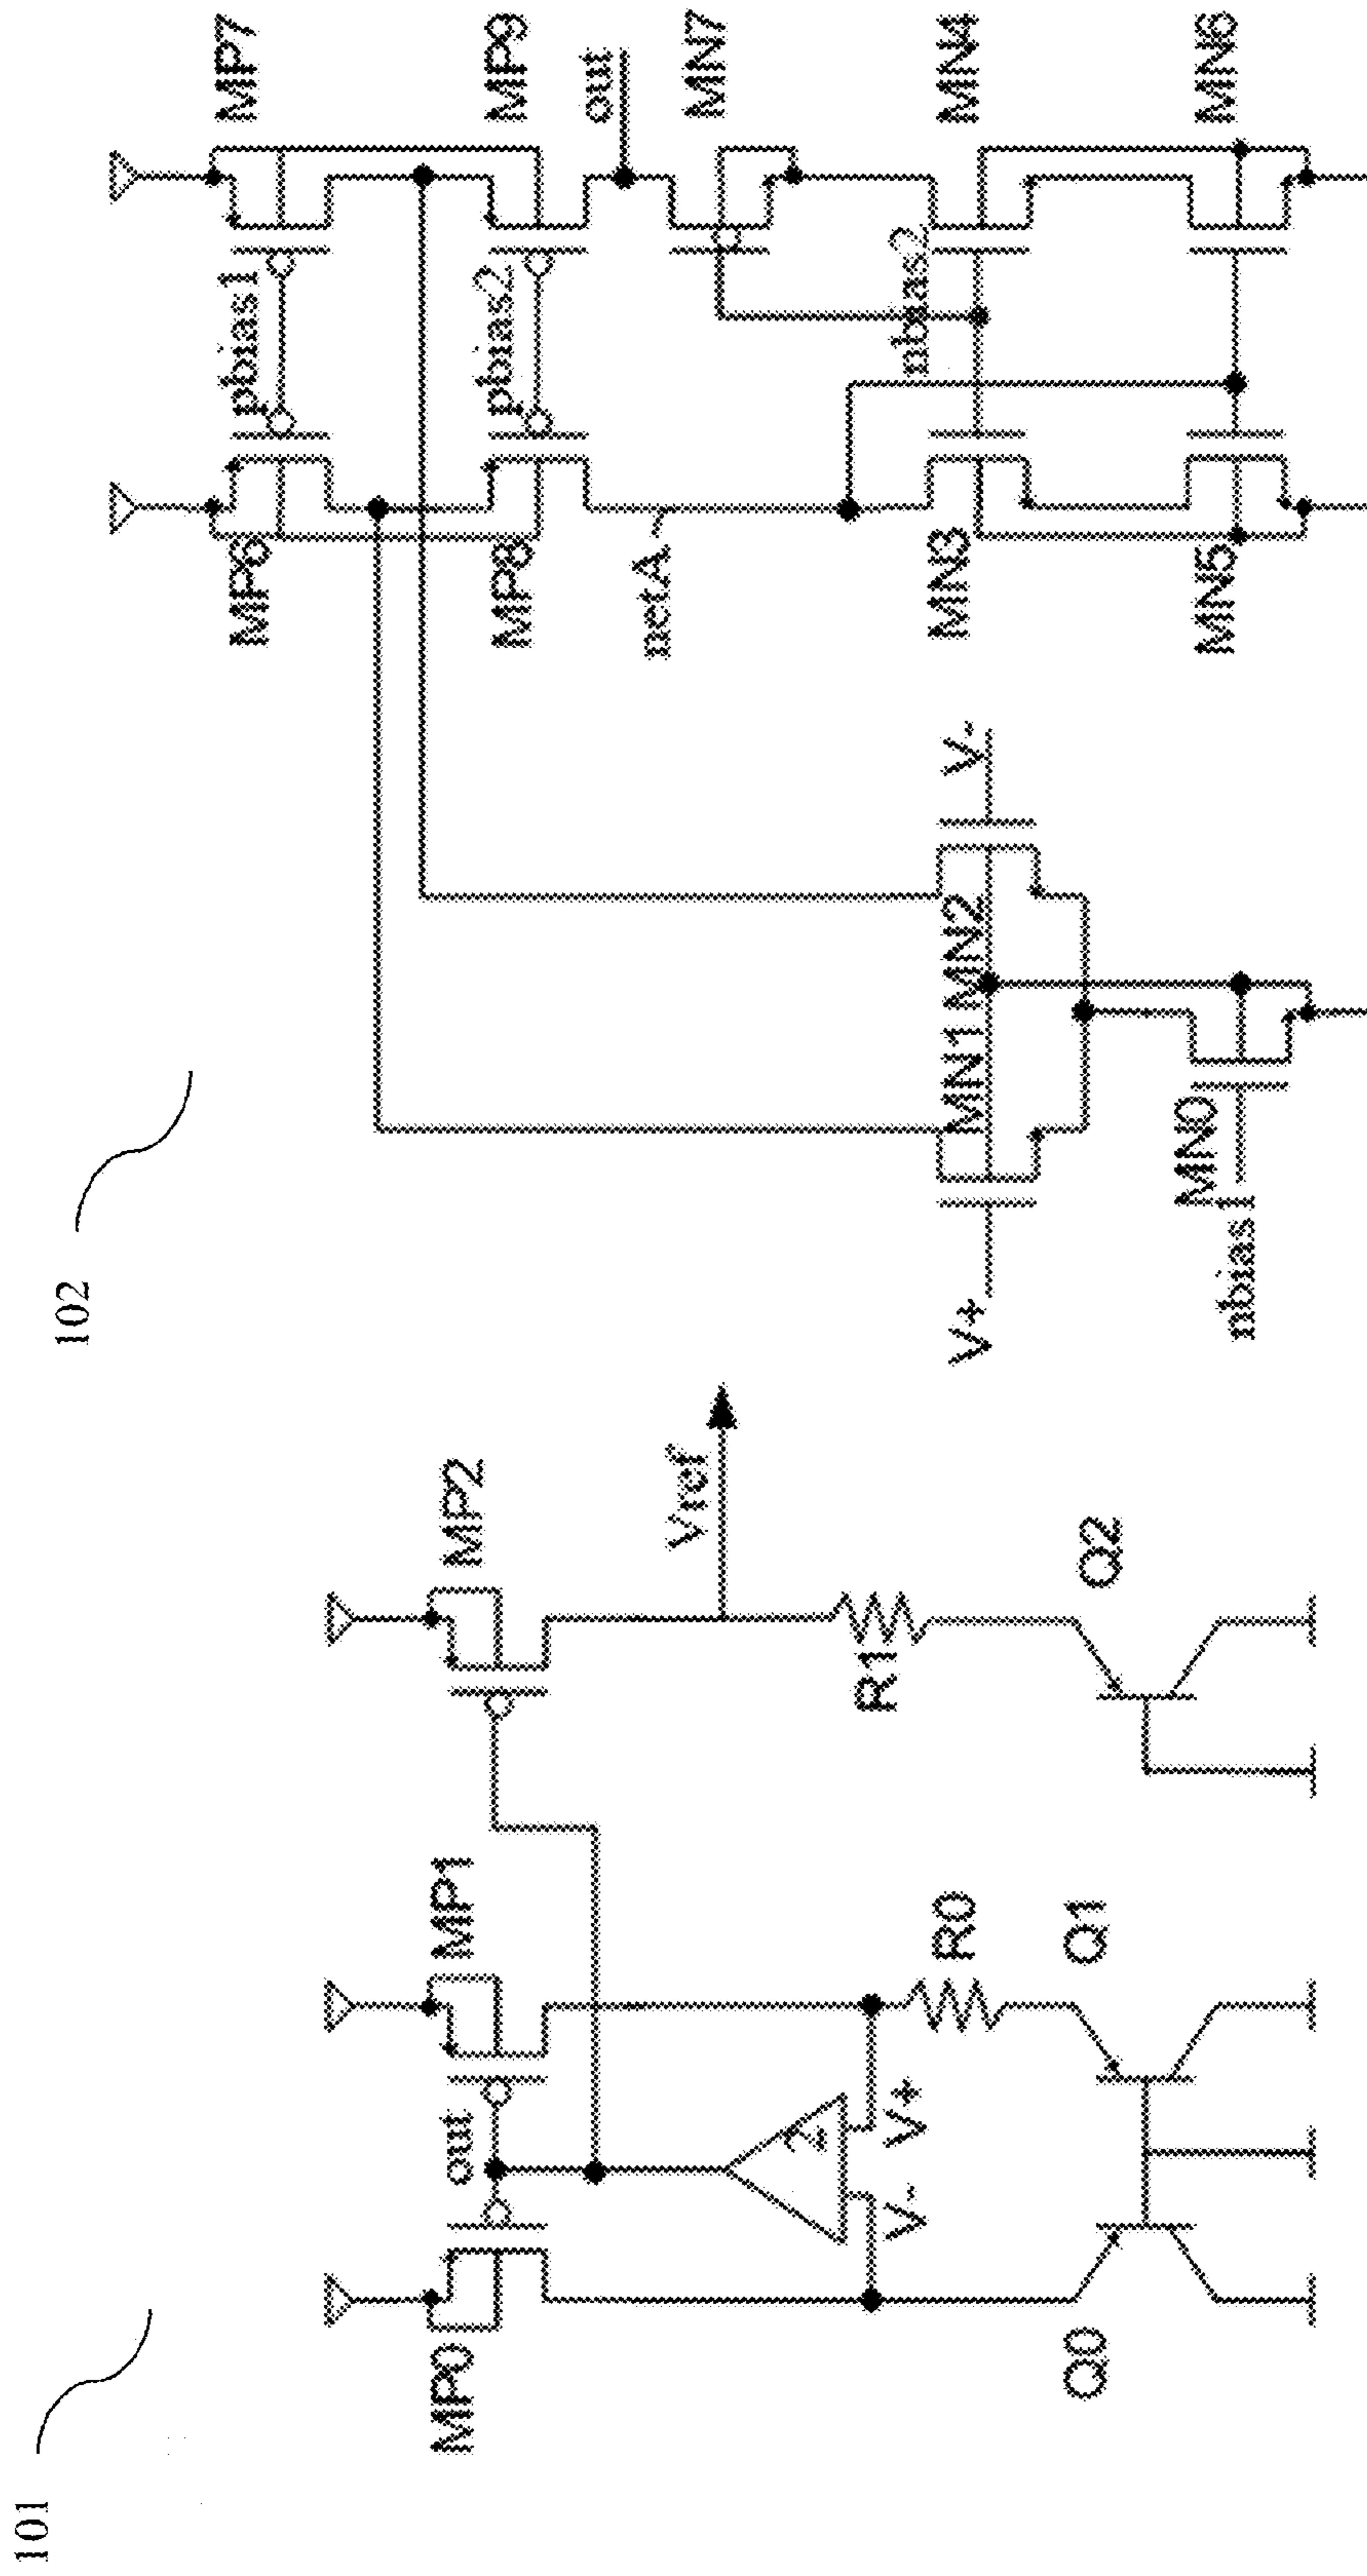 101
102
MP0
out
MP1
MP2
2
V-
V+
Vref
R0
R1
Q0
Q1
Q2
MP6
pbias1
MP7
MP8
pbias2
MP9
netA
out
MN7
V+
MN1
MN2
V-
MN3
nbias2
MN4
nbias1
MN0
MN5
MN6